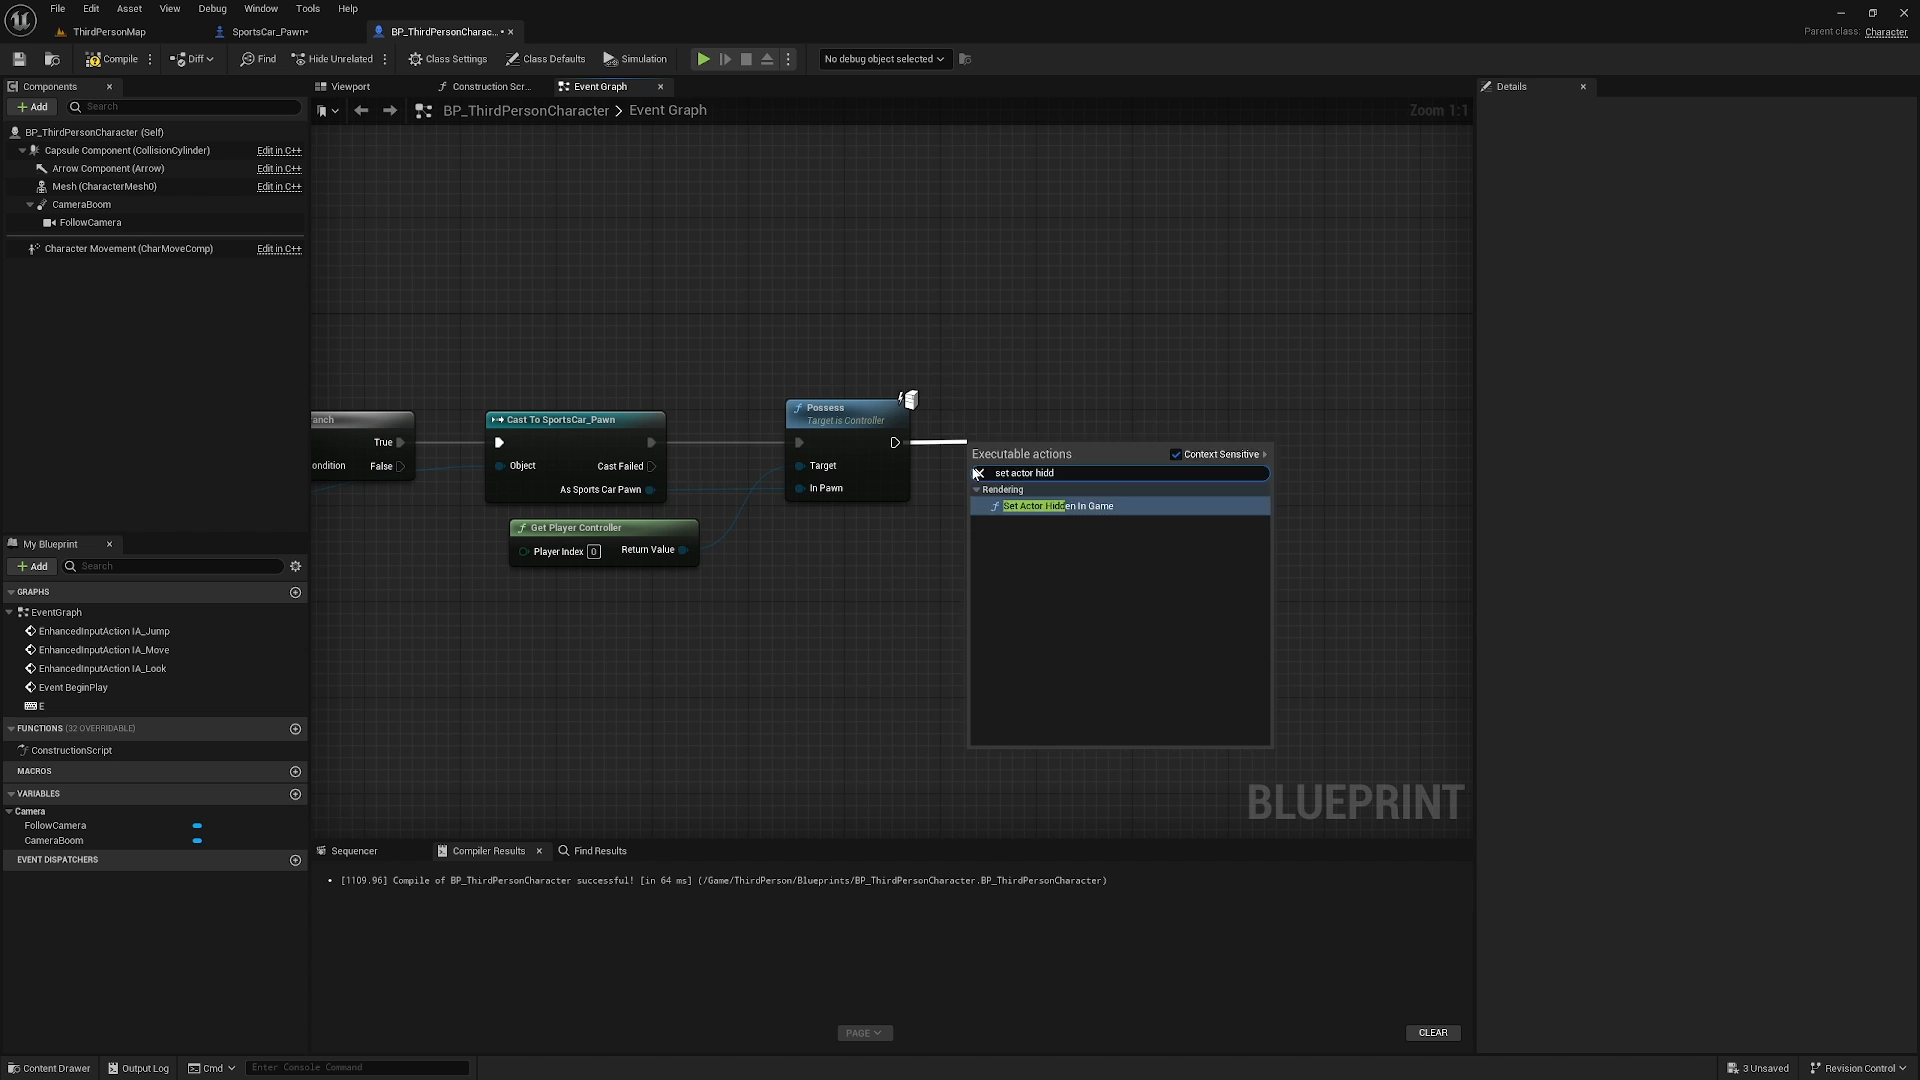 File Edit Asset View Debug Window Tools Help
ThirdPersonMap SportsCar_Pawn• BP_ThirdPersonCharac... •
Parent class: Character
Compile Diff Find Hide Unrelated Class Settings Class Defaults Simulation No debug object selected
Components
Add Search
BP_ThirdPersonCharacter (Self)
Capsule Component (CollisionCylinder) Edit in C++
Arrow Component (Arrow) Edit in C++
Mesh (CharacterMesh0) Edit in C++
CameraBoom
FollowCamera
Character Movement (CharMoveComp) Edit in C++
My Blueprint
Add Search
GRAPHS
EventGraph
EnhancedInputAction IA_Jump
EnhancedInputAction IA_Move
EnhancedInputAction IA_Look
Event BeginPlay
E
FUNCTIONS (32 OVERRIDABLE)
ConstructionScript
MACROS
VARIABLES
Camera
FollowCamera
CameraBoom
EVENT DISPATCHERS
Viewport Construction Scr... Event Graph
BP_ThirdPersonCharacter > Event Graph
Zoom 1:1
anch
True
ondition False
Cast To SportsCar_Pawn
Object Cast Failed
As Sports Car Pawn
Get Player Controller
Player Index 0 Return Value
Possess
Target is Controller
Target
In Pawn
Executable actions Context Sensitive
set actor hidd
Rendering
Set Actor Hidden In Game
BLUEPRINT
Sequencer Compiler Results Find Results
• [1109.96] Compile of BP_ThirdPersonCharacter successful! [in 64 ms] (/Game/ThirdPerson/Blueprints/BP_ThirdPersonCharacter.BP_ThirdPersonCharacter)
PAGE
CLEAR
Details
Content Drawer Output Log Cmd Enter Console Command
3 Unsaved Revision Control